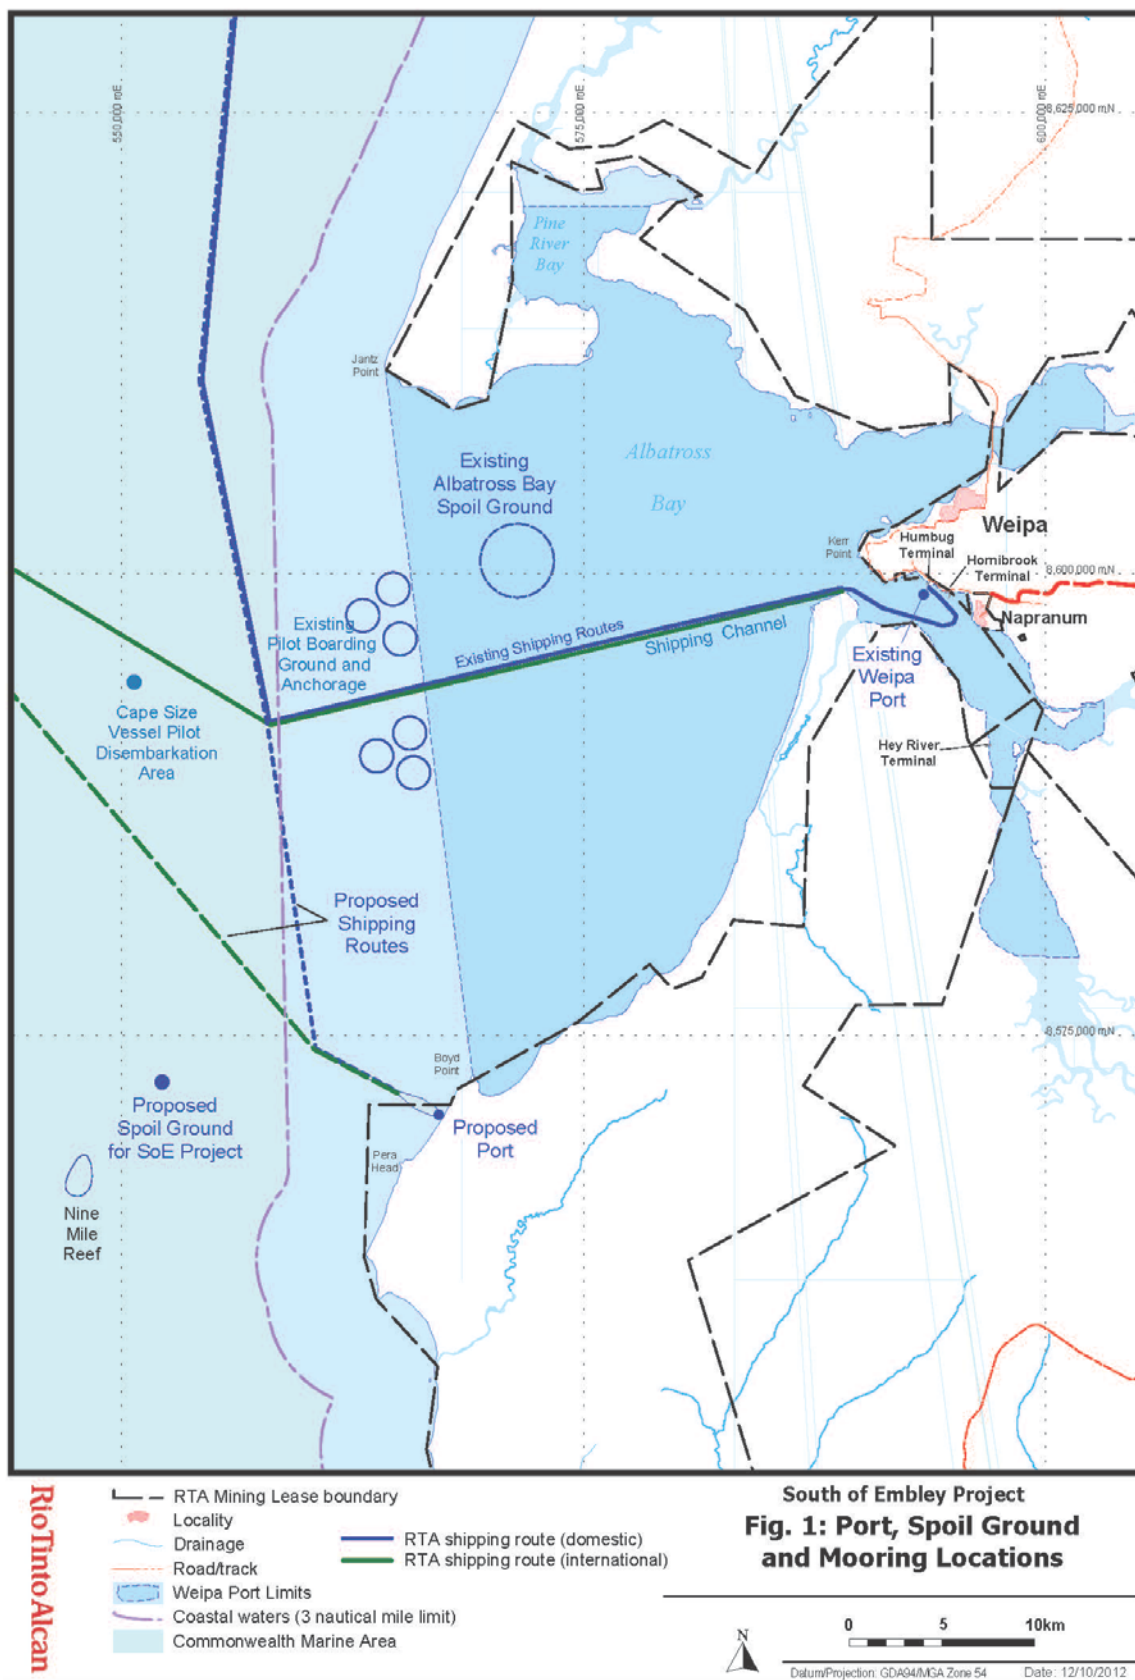 550,000 mE
575,000 mE
600,000 mE
8,625,000 mN
Pine
River
Bay
Jantz
Point
Existing
Albatross Bay
Spoil Ground
Albatross
Bay
Weipa
Kerr
Point
Humbug
Terminal
Hornibrook
Terminal
8,600,000 mN
Napranum
Existing
Pilot Boarding
Ground and
Anchorage
Existing Shipping Routes
Shipping Channel
Existing
Weipa
Port
Cape Size
Vessel Pilot
Disembarkation
Area
Hey River
Terminal
Proposed
Shipping
Routes
8,575,000 mN
Boyd
Point
Proposed
Spoil Ground
for SoE Project
Proposed
Port
Pera
Head
Nine
Mile
Reef
RioTintoAlcan
RTA Mining Lease boundary
Locality
Drainage
Road/track
Weipa Port Limits
Coastal waters (3 nautical mile limit)
Commonwealth Marine Area
RTA shipping route (domestic)
RTA shipping route (international)
South of Embley Project
Fig. 1: Port, Spoil Ground
and Mooring Locations
N
0 5 10km
Datum/Projection: GDA94/MGA Zone 54 Date: 12/10/2012